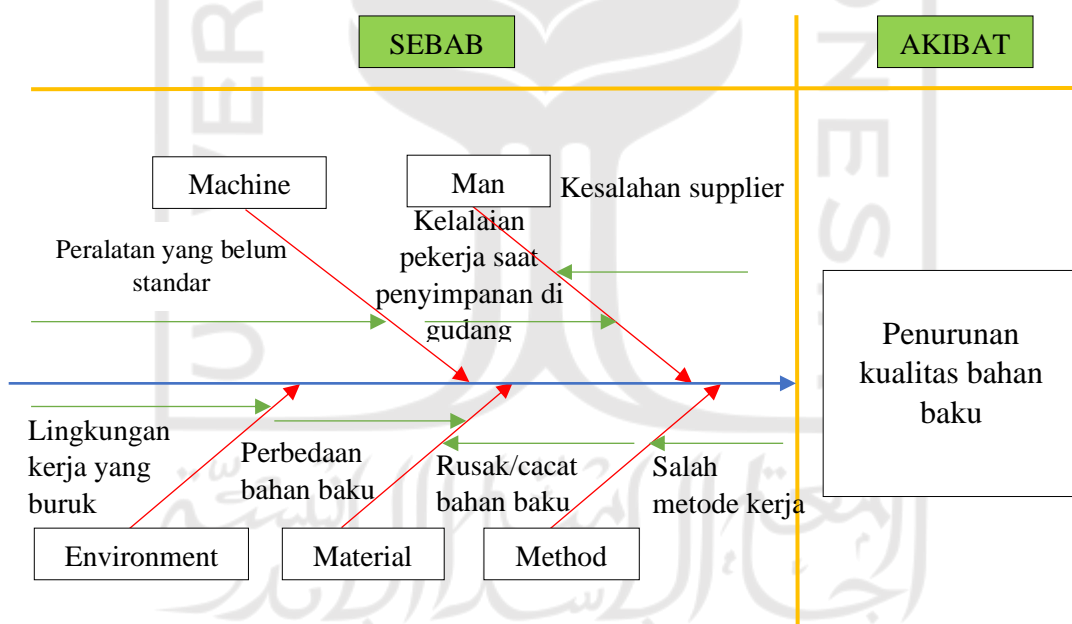 SEBAB
AKIBAT
Machine
Man
Kesalahan supplier
Peralatan yang belum
standar
Kelalaian
pekerja saat
penyimpanan di
gudang
Penurunan
kualitas bahan
baku
Lingkungan
kerja yang
buruk
Perbedaan
bahan baku
Rusak/cacat
bahan baku
Salah
metode kerja
Environment
Material
Method